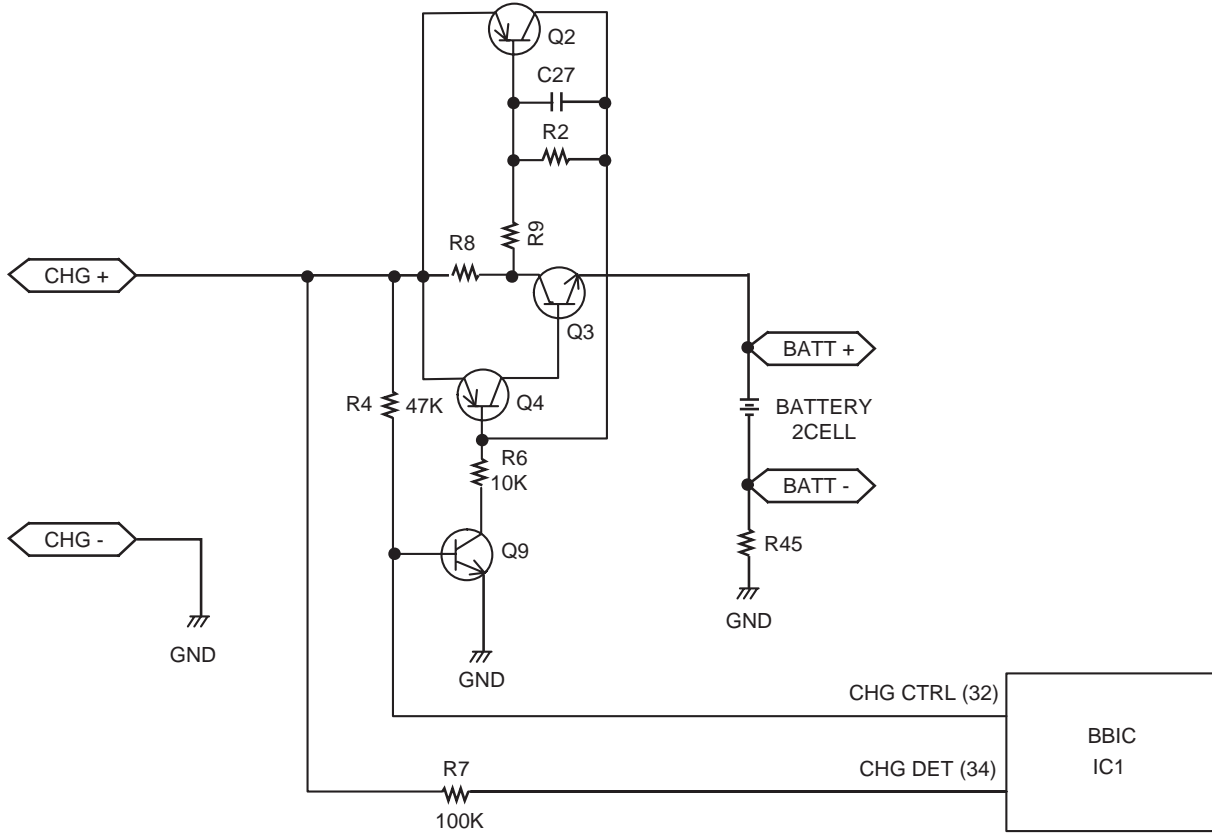 Q2
C27
R2
R9
R8
CHG +
Q3
BATT +
R4 47K
Q4
BATTERY
2CELL
R6
10K
BATT -
CHG -
Q9
R45
GND
GND
GND
CHG CTRL (32)
BBIC
IC1
CHG DET (34)
R7
100K